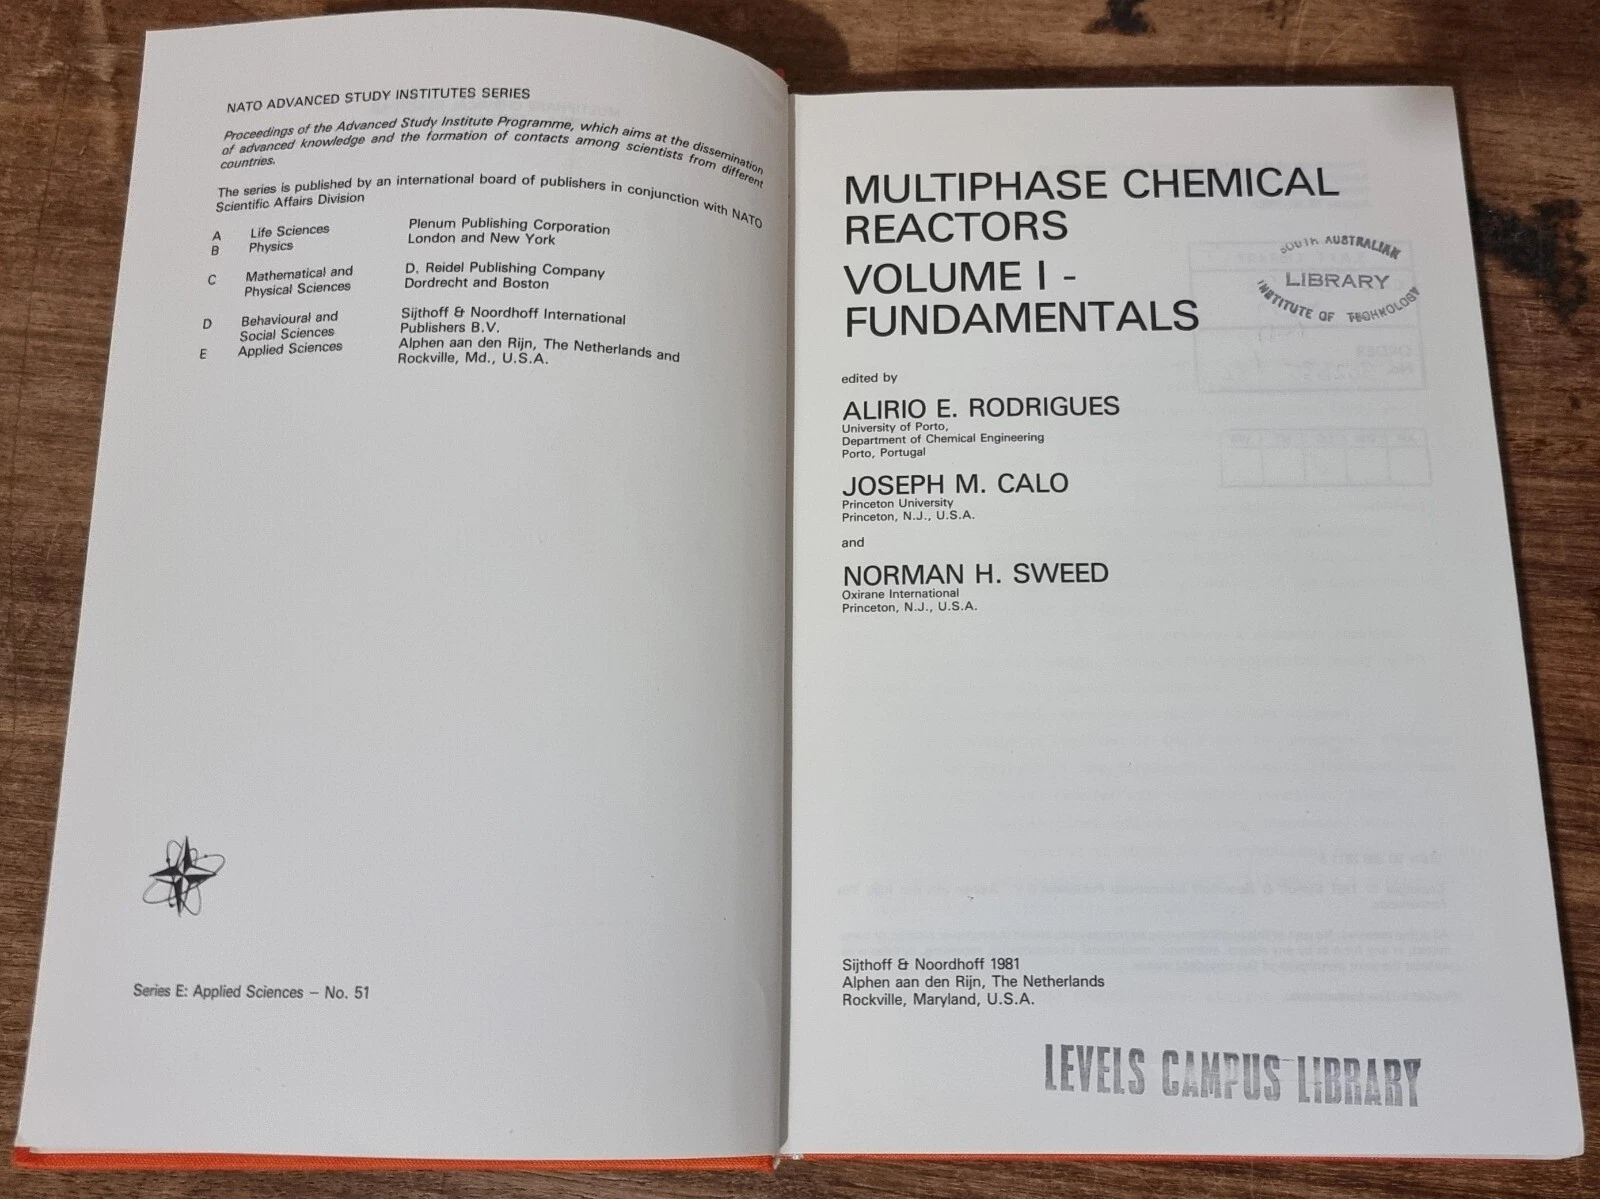 NATO ADVANCED STUDY INSTITUTES SERIES
Proceedings of the Advanced Study Institute Programme, which aims at the dissemination
of advanced knowledge and the formation of contacts among scientists from different
countries.
The series is published by an international board of publishers in conjunction with NATO
Scientific Affairs Division
A Life Sciences Plenum Publishing Corporation
B Physics London and New York
C Mathematical and D. Reidel Publishing Company
Physical Sciences Dordrecht and Boston
D Behavioural and Sijthoff & Noordhoff International
Social Sciences Publishers B.V.
E Applied Sciences Alphen aan den Rijn, The Netherlands and
Rockville, Md., U.S.A.
Series E: Applied Sciences – No. 51
MULTIPHASE CHEMICAL
REACTORS
VOLUME I -
FUNDAMENTALS
SOUTH AUSTRALIAN
LIBRARY
INSTITUTE OF TECHNOLOGY
edited by
ALIRIO E. RODRIGUES
University of Porto,
Department of Chemical Engineering
Porto, Portugal
JOSEPH M. CALO
Princeton University
Princeton, N.J., U.S.A.
and
NORMAN H. SWEED
Oxirane International
Princeton, N.J., U.S.A.
Sijthoff & Noordhoff 1981
Alphen aan den Rijn, The Netherlands
Rockville, Maryland, U.S.A.
LEVELS CAMPUS LIBRARY